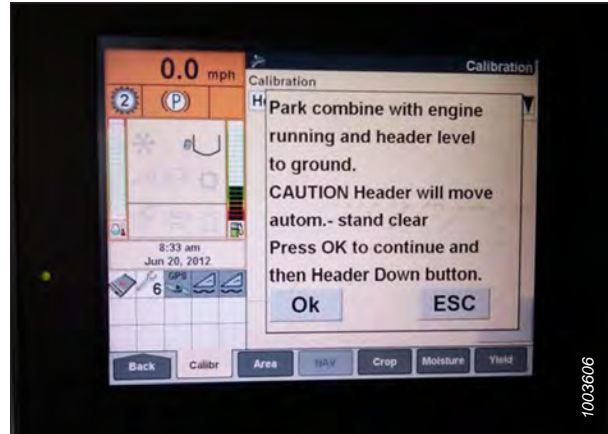 0.0 mph
Calibration
Calibration
2 (P)
Park combine with engine
running and header level
to ground.
CAUTION Header will move
autom.- stand clear
Press OK to continue and
then Header Down button.
Ok ESC
8:33 am
Jun 20, 2012
6 GPS
Back Calibr Area NAV Crop Moisture Yield
1003606